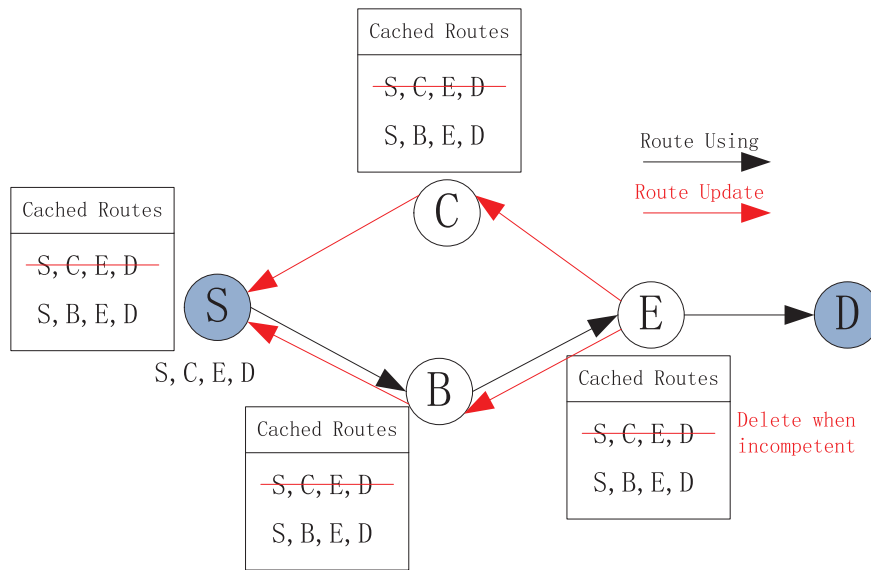 Cached Routes
S,C,E,D
S,B,E,D
Route Using
Route Update
C
Cached Routes
S,C,E,D
S,B,E,D
S
E
D
S,C,E,D
B
Cached Routes
S,C,E,D
S,B,E,D
Delete when
incompetent
Cached Routes
S,C,E,D
S,B,E,D